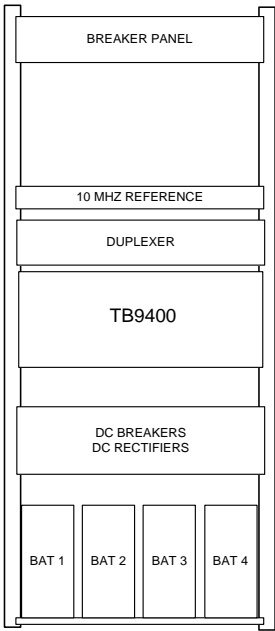 BREAKER PANEL
10 MHZ REFERENCE
DUPLEXER
TB9400
DC BREAKERS
DC RECTIFIERS
BAT 1
BAT 2
BAT 3
BAT 4